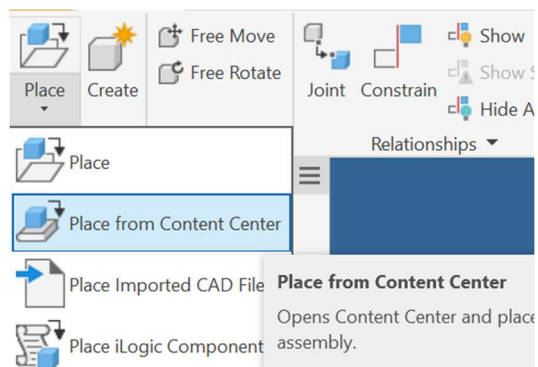 Place
Create
Free Move
Free Rotate
Joint
Constrain
Show
Show
Hide
Relationships
Place
Place from Content Center
Place Imported CAD File
Place iLogic Component
Place from Content Center
Opens Content Center and place
assembly.